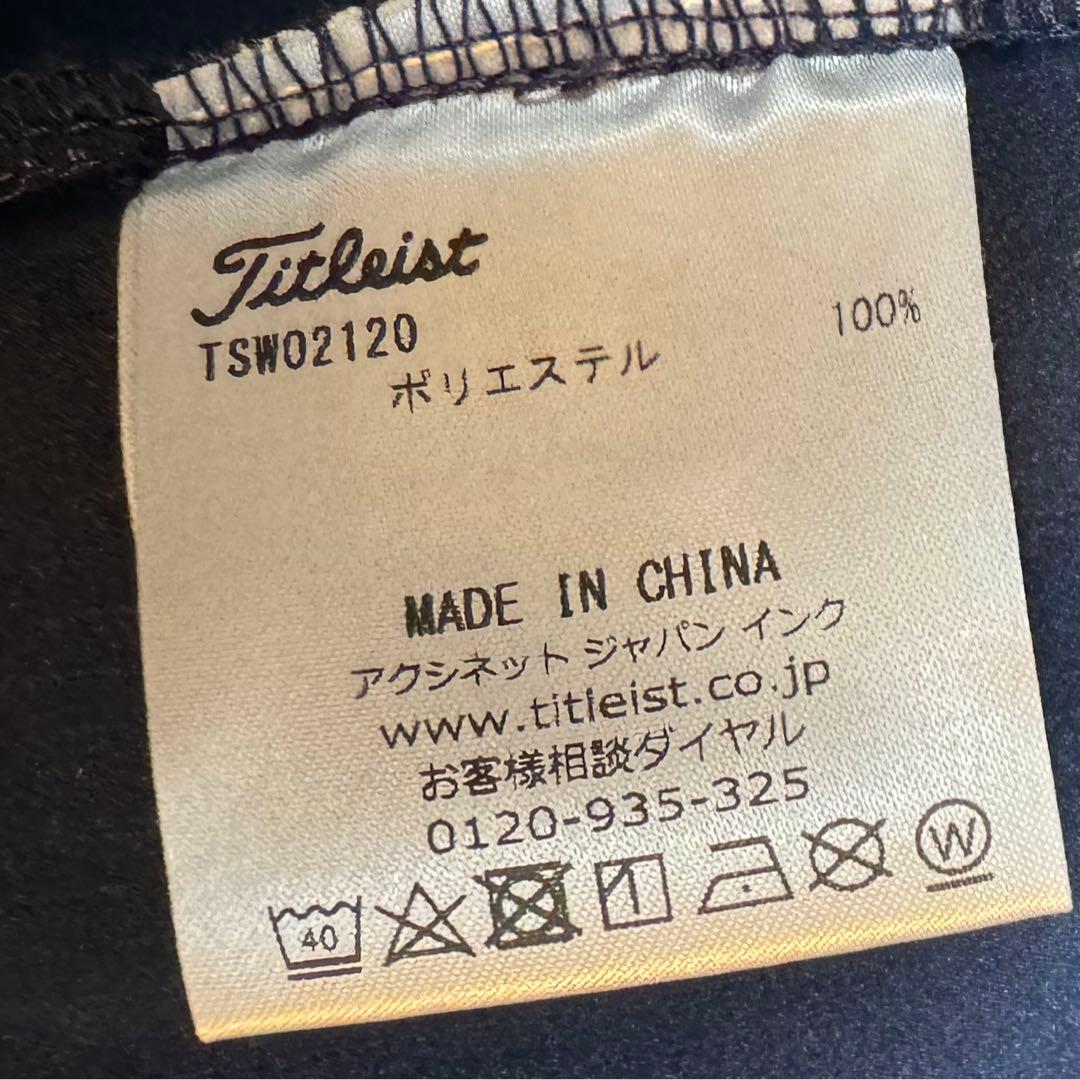 Titleist
TSW02120
ポリエステル 100%
MADE IN CHINA
アクシネット ジャパン インク
www.titleist.co.jp
お客様相談ダイヤル
0120-935-325
40
W